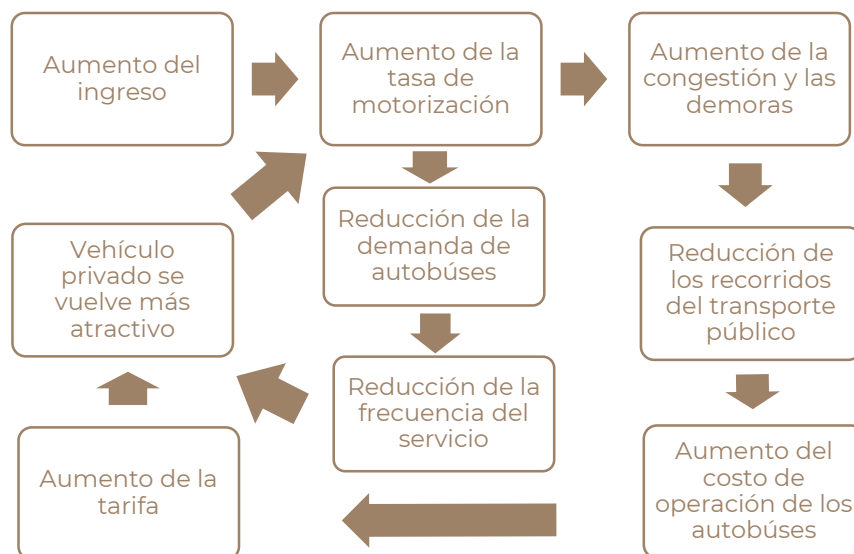 Aumento del
ingreso
Aumento de la
tasa de
motorización
Aumento de la
congestión y las
demoras
Vehículo
privado se
vuelve más
atractivo
Reducción de la
demanda de
autobúses
Reducción de
los recorridos
del transporte
público
Reducción de la
frecuencia del
servicio
Aumento de la
tarifa
Aumento del
costo de
operación de los
autobúses